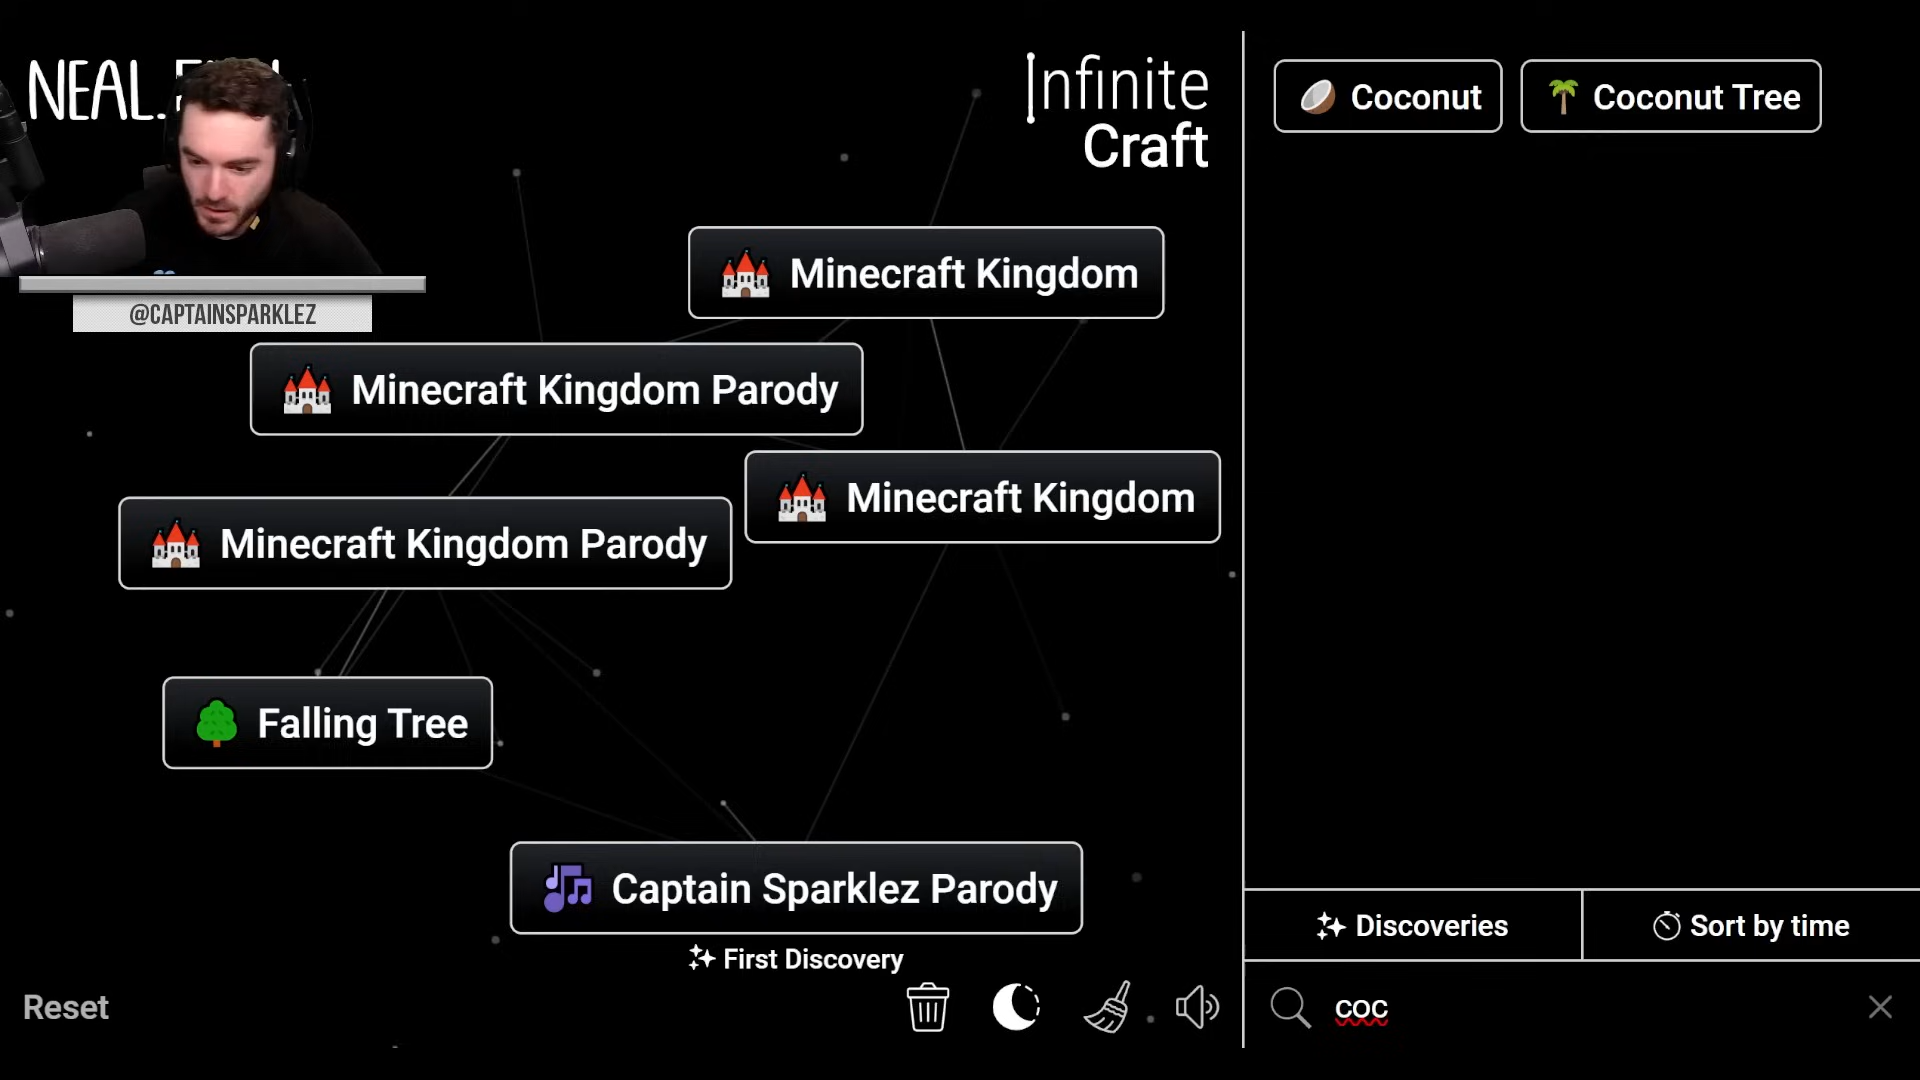 NEAL.
Infinite
Craft
Coconut
Coconut Tree
Minecraft Kingdom
@CAPTAINSPARKLEZ
Minecraft Kingdom Parody
Minecraft Kingdom
Minecraft Kingdom Parody
Falling Tree
Captain Sparklez Parody
First Discovery
Discoveries
Sort by time
Reset
coc